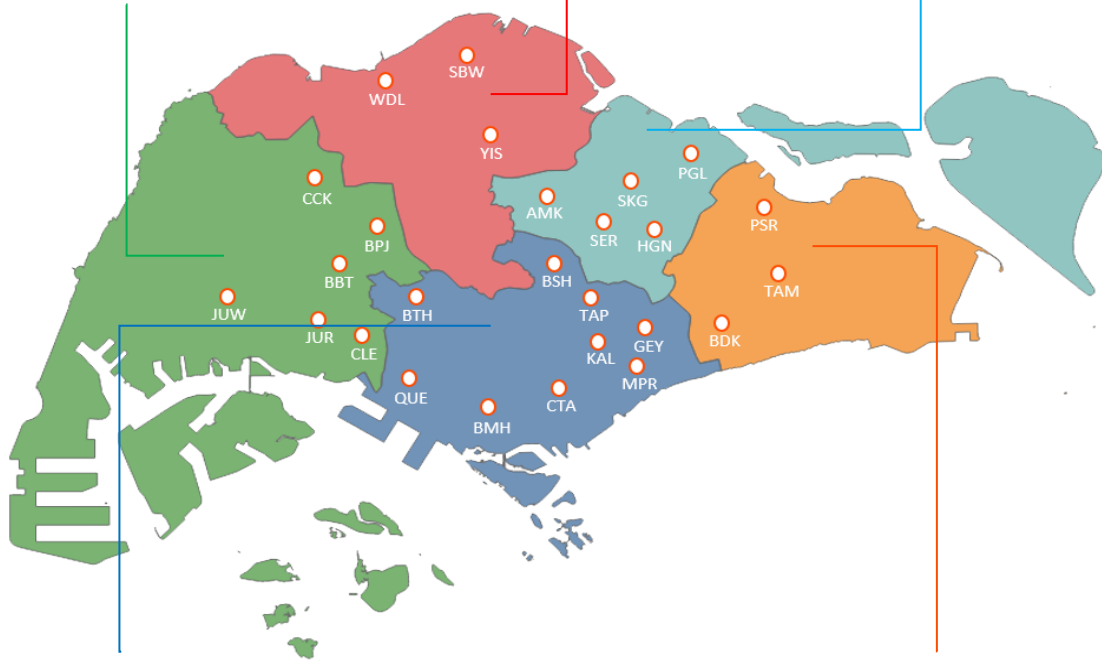 SBW
WDL
YIS
PGL
CCK
SKG
AMK
PSR
SER
HGN
BPJ
BBT
BSH
TAM
JUW
BTH
TAP
JUR
CLE
GEY
BDK
KAL
MPR
QUE
CTA
BMH